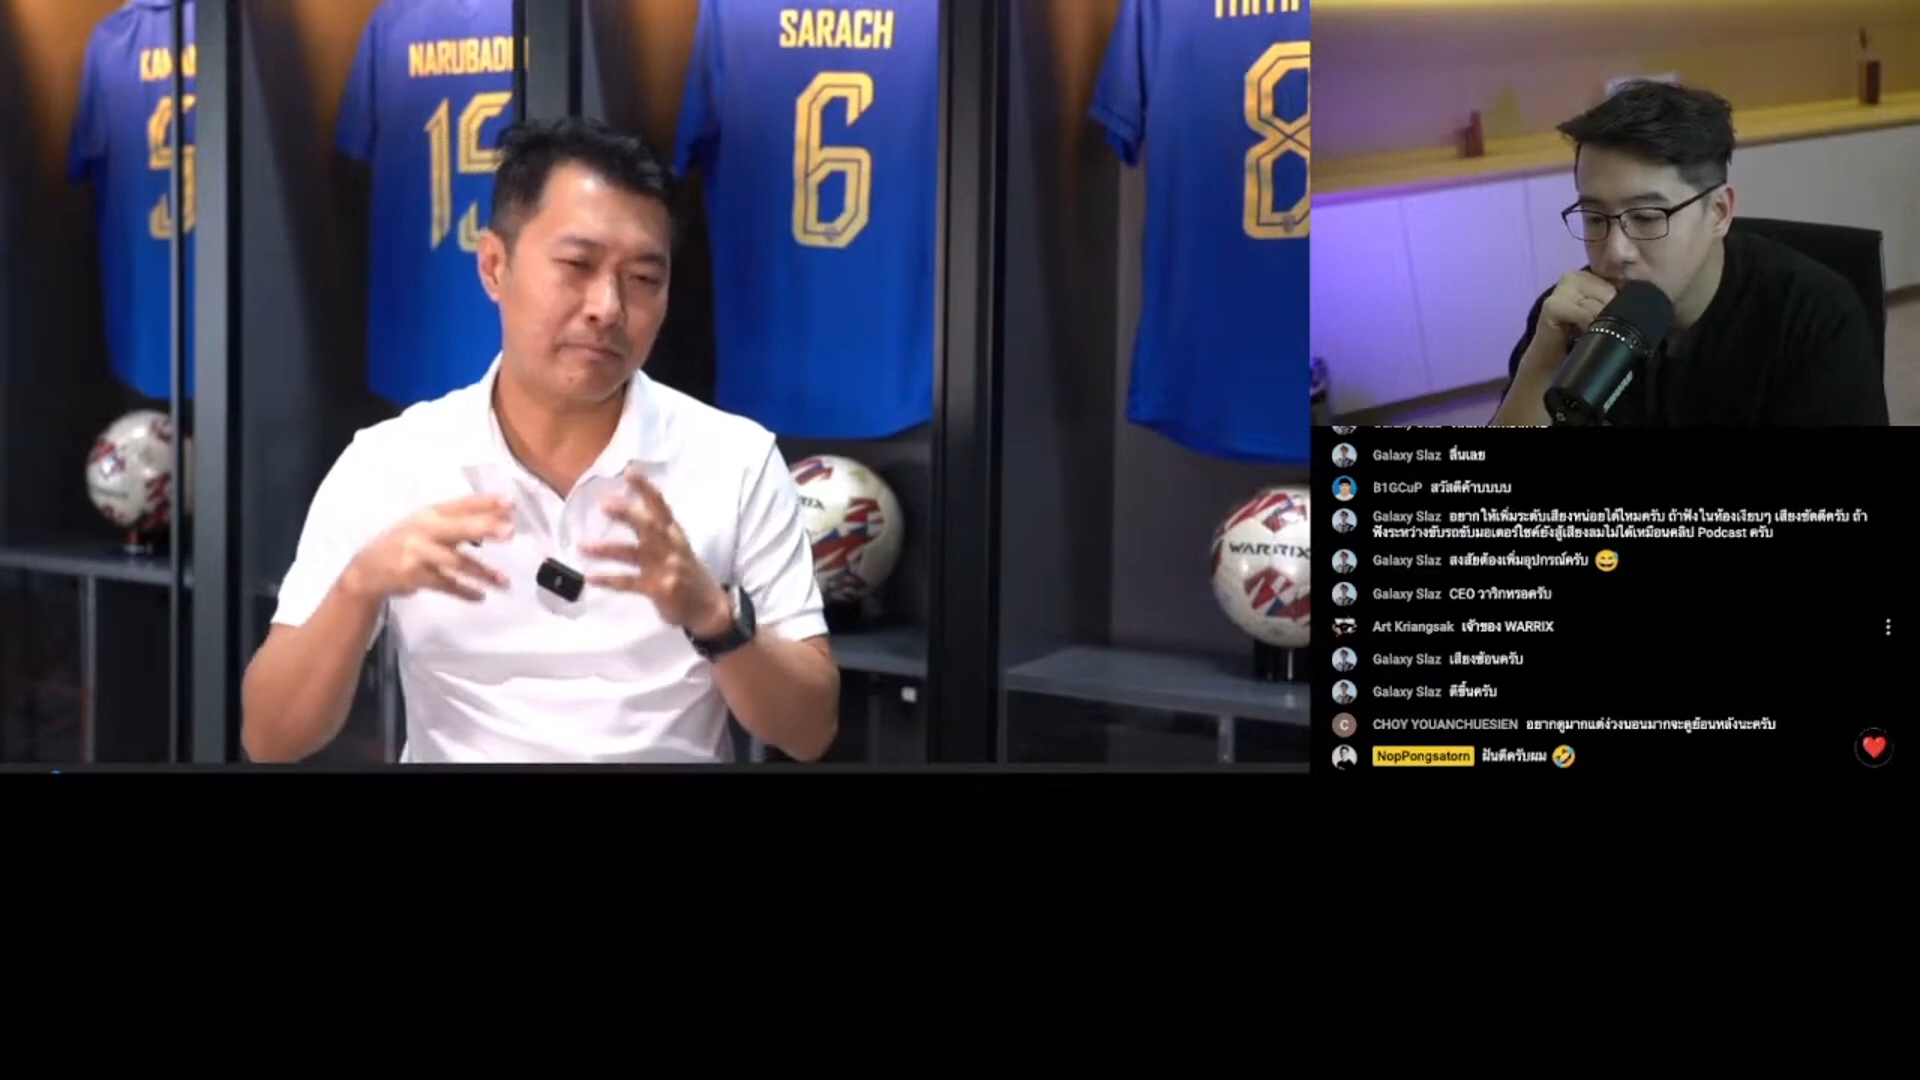 SARACH
6
15
8
WARRIX
Galaxy Slaz ลื่นเลย
B1GCuP สวัสดีค้าบบบบ
Galaxy Slaz อยากให้เพิ่มระดับเสียงหน่อยได้ไหมครับ ถ้าฟังในห้องเงียบๆ เสียงชัดดีครับ ถ้า
ฟังระหว่างขับรถขับมอเตอร์ไซค์ยังสู้เสียงลมไม่ได้เหมือนคลิป Podcast ครับ
Galaxy Slaz สงสัยต้องเพิ่มอุปกรณ์ครับ 😅
Galaxy Slaz CEO วาริกหรอครับ
Art Kriangsak เจ้าของ WARRIX
Galaxy Slaz เสียงซ้อนครับ
Galaxy Slaz ดีขึ้นครับ
C CHOY YOUANCHUESIEN อยากดูมากแต่ง่วงนอนมากจะดูย้อนหลังนะครับ
NopPongsatorn ฝันดีครับผม 🤣